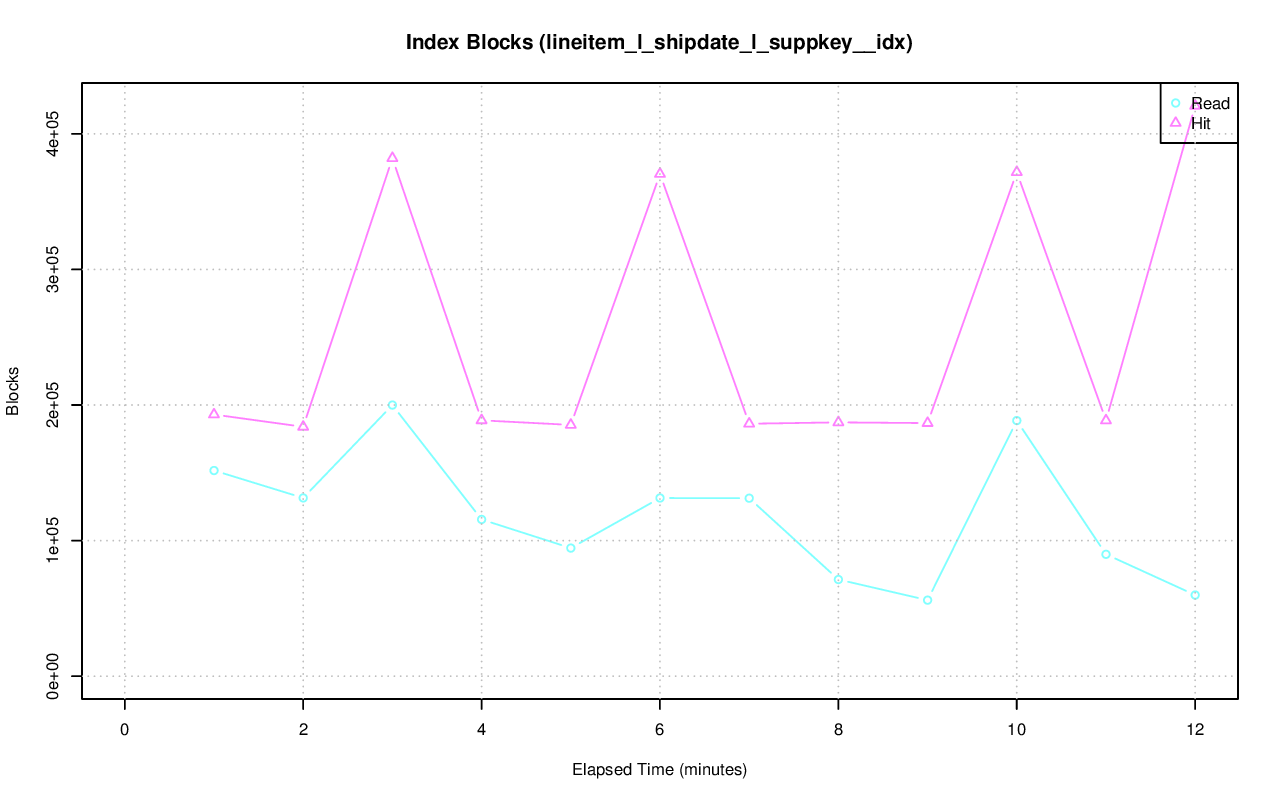 Index Blocks (lineitem_l_shipdate_l_suppkey__idx)
Read
Hit
Blocks
4e+05
3e+05
2e+05
1e+05
0e+00
0 2 4 6 8 10 12
Elapsed Time (minutes)